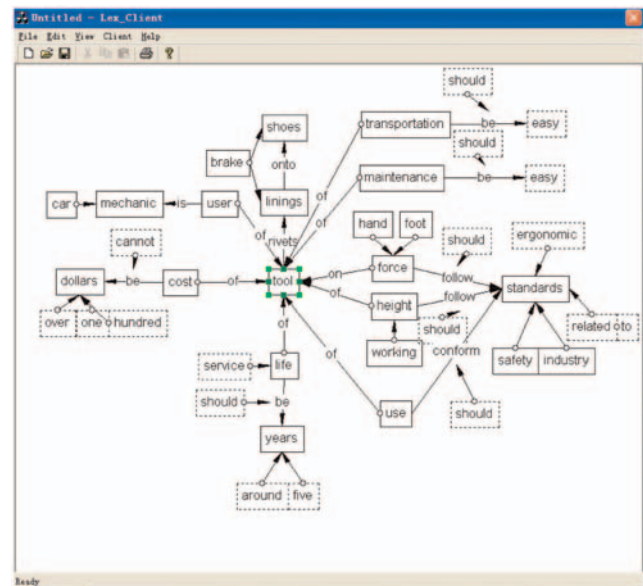 Untitled - Lex_Client
File Edit View Client Help
should
transportation be easy
shoes
should
brake onto
of maintenance be easy
car mechanic is user linings
of
hand foot
cannot of rivets should ergonomic
dollars be cost of tool on force follow
of height follow standards
over one hundred of should related to
working conform
service life of safety industry
should be use should
years
around five
Ready